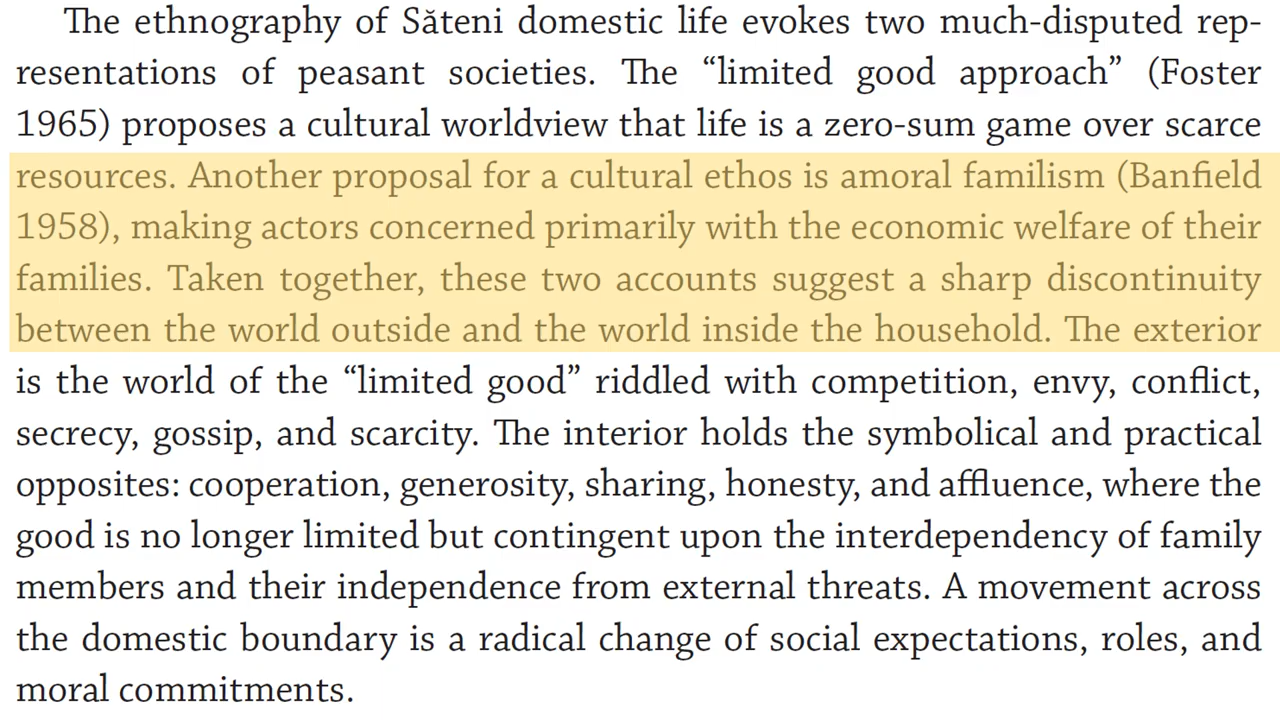 The ethnography of Săteni domestic life evokes two much-disputed rep-
resentations of peasant societies. The “limited good approach” (Foster
1965) proposes a cultural worldview that life is a zero-sum game over scarce
resources. Another proposal for a cultural ethos is amoral familism (Banfield
1958), making actors concerned primarily with the economic welfare of their
families. Taken together, these two accounts suggest a sharp discontinuity
between the world outside and the world inside the household. The exterior
is the world of the “limited good” riddled with competition, envy, conflict,
secrecy, gossip, and scarcity. The interior holds the symbolical and practical
opposites: cooperation, generosity, sharing, honesty, and affluence, where the
good is no longer limited but contingent upon the interdependency of family
members and their independence from external threats. A movement across
the domestic boundary is a radical change of social expectations, roles, and
moral commitments.